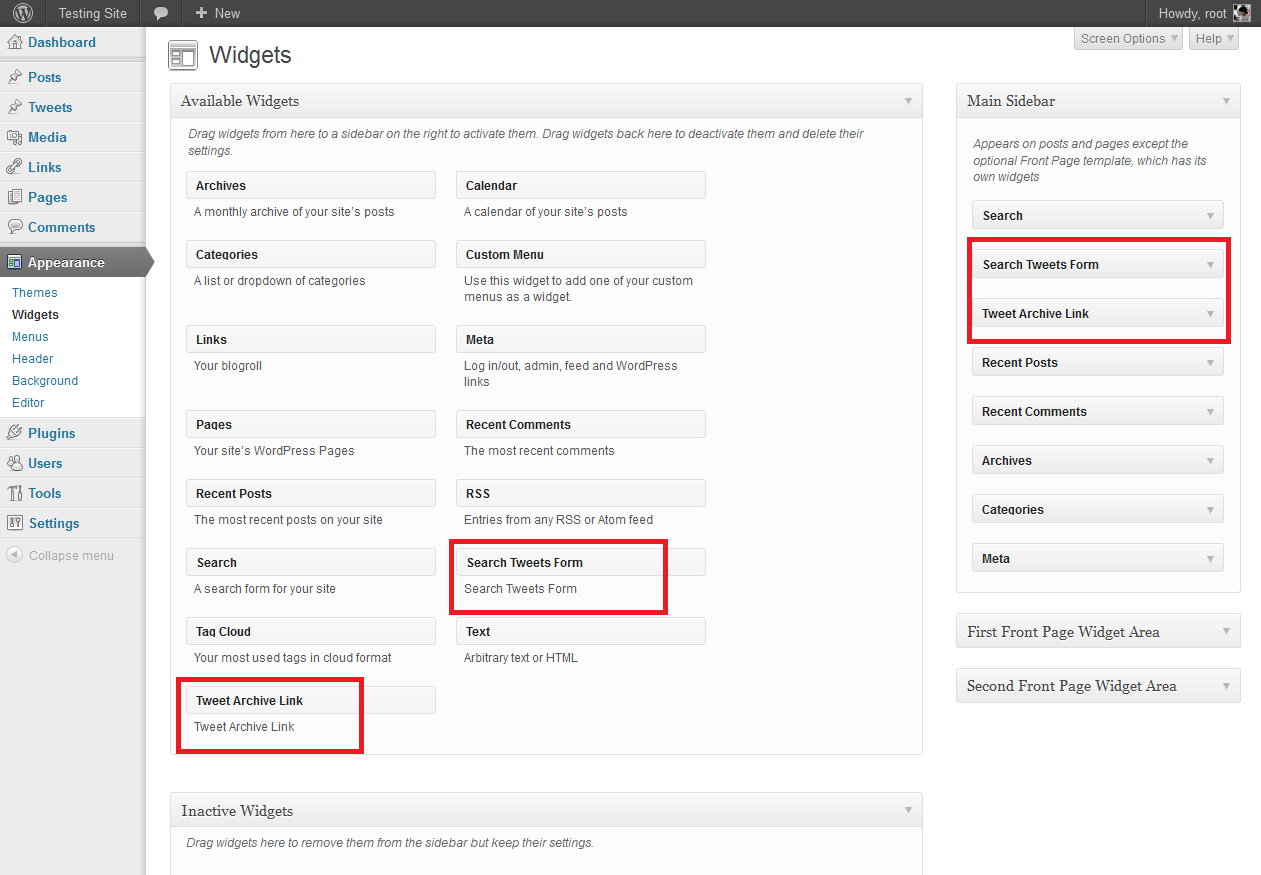 Testing Site
New
Howdy, root
Dashboard
Posts
Tweets
Media
Links
Pages
Comments
Appearance
Themes
Widgets
Menus
Header
Background
Editor
Plugins
Users
Tools
Settings
Collapse menu
Screen Options
Help
Widgets
Available Widgets
Drag widgets from here to a sidebar on the right to activate them. Drag widgets back here to deactivate them and delete their
settings.
Archives
A monthly archive of your site's posts
Calendar
A calendar of your site's posts
Categories
A list or dropdown of categories
Custom Menu
Use this widget to add one of your custom
menus as a widget.
Links
Your blogroll
Meta
Log in/out, admin, feed and WordPress
links
Pages
Your site's WordPress Pages
Recent Comments
The most recent comments
Recent Posts
The most recent posts on your site
RSS
Entries from any RSS or Atom feed
Search
A search form for your site
Search Tweets Form
Search Tweets Form
Tag Cloud
Your most used tags in cloud format
Text
Arbitrary text or HTML
Tweet Archive Link
Tweet Archive Link
Inactive Widgets
Drag widgets here to remove them from the sidebar but keep their settings.
Main Sidebar
Appears on posts and pages except the
optional Front Page template, which has its
own widgets
Search
Search Tweets Form
Tweet Archive Link
Recent Posts
Recent Comments
Archives
Categories
Meta
First Front Page Widget Area
Second Front Page Widget Area